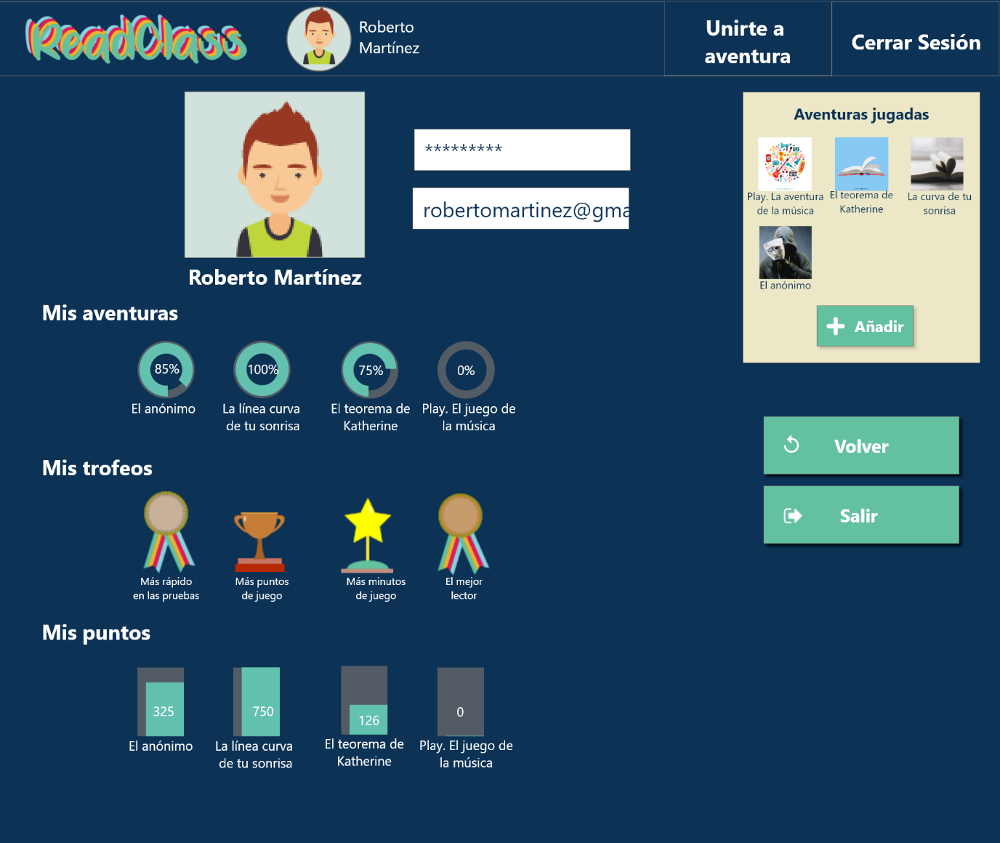 ReadClass
Roberto
Martínez
Unirte a
aventura
Cerrar Sesión
*********
robertomartinez@gma
Roberto Martínez
Aventuras jugadas
Play. La aventura
de la música
El teorema de
Katherine
La curva de tu
sonrisa
El anónimo
Añadir
Mis aventuras
85%
El anónimo
100%
La línea curva
de tu sonrisa
75%
El teorema de
Katherine
0%
Play. El juego de
la música
Volver
Salir
Mis trofeos
Más rápido
en las pruebas
Más puntos
de juego
Más minutos
de juego
El mejor
lector
Mis puntos
325
El anónimo
750
La línea curva
de tu sonrisa
126
El teorema de
Katherine
0
Play. El juego de
la música